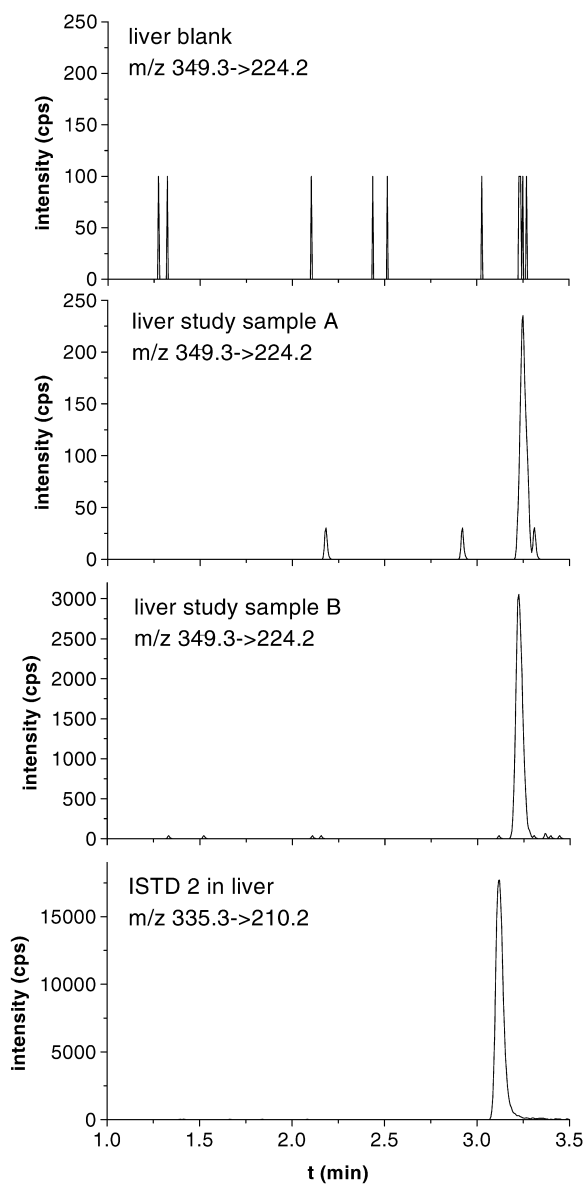 250
200
150
100
50
0
intensity (cps)
liver blank
m/z 349.3->224.2
250
200
150
100
50
0
intensity (cps)
liver study sample A
m/z 349.3->224.2
3000
2500
2000
1500
1000
500
0
intensity (cps)
liver study sample B
m/z 349.3->224.2
15000
10000
5000
0
intensity (cps)
ISTD 2 in liver
m/z 335.3->210.2
1.0 1.5 2.0 2.5 3.0 3.5
t (min)